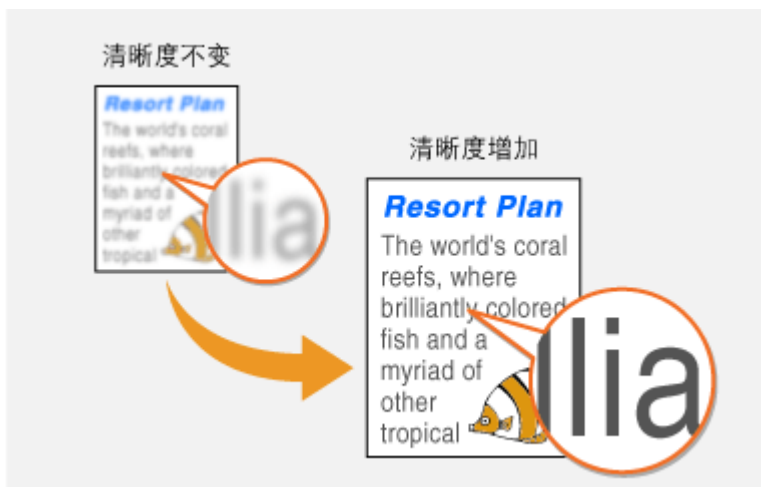 清晰度不变
Resort Plan
The world's coral
reefs, where
brilliantly colored
fish and a
myriad of
other
tropical
llia
清晰度增加
Resort Plan
The world's coral
reefs, where
brilliantly colored
fish and a
myriad of
other
tropical
llia